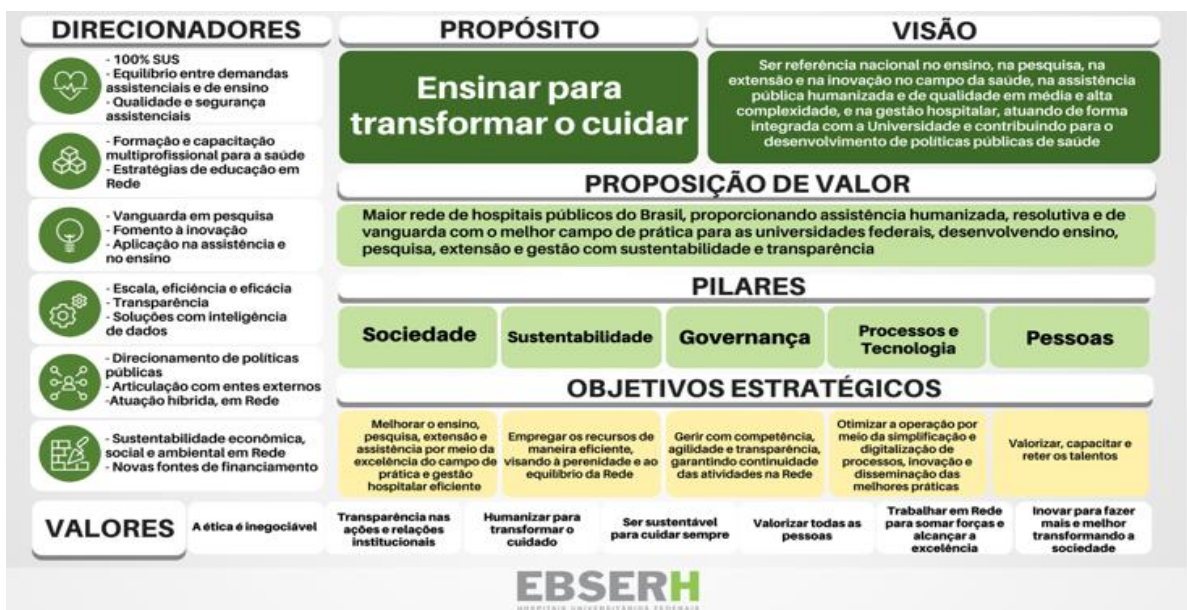 DIRECIONADORES
- 100% SUS
- Equilíbrio entre demandas
assistenciais e de ensino
- Qualidade e segurança
assistenciais
- Formação e capacitação
multiprofissional para a saúde
- Estratégias de educação em
Rede
- Vanguarda em pesquisa
- Fomento à inovação
- Aplicação na assistência e
no ensino
- Escala, eficiência e eficácia
- Transparência
- Soluções com inteligência
de dados
- Direcionamento de políticas
públicas
- Articulação com entes externos
-Atuação híbrida, em Rede
- Sustentabilidade econômica,
social e ambiental em Rede
- Novas fontes de financiamento
PROPÓSITO
Ensinar para
transformar o cuidar
VISÃO
Ser referência nacional no ensino, na pesquisa, na
extensão e na inovação no campo da saúde, na assistência
pública humanizada e de qualidade em média e alta
complexidade, e na gestão hospitalar, atuando de forma
integrada com a Universidade e contribuindo para o
desenvolvimento de políticas públicas de saúde
PROPOSIÇÃO DE VALOR
Maior rede de hospitais públicos do Brasil, proporcionando assistência humanizada, resolutiva e de
vanguarda com o melhor campo de prática para as universidades federais, desenvolvendo ensino,
pesquisa, extensão e gestão com sustentabilidade e transparência
PILARES
Sociedade
Sustentabilidade
Governança
Processos e
Tecnologia
Pessoas
OBJETIVOS ESTRATÉGICOS
Melhorar o ensino,
pesquisa, extensão e
assistência por meio da
excelência do campo de
prática e gestão
hospitalar eficiente
Empregar os recursos de
maneira eficiente,
visando à perenidade e ao
equilíbrio da Rede
Gerir com competência,
agilidade e transparência,
garantindo continuidade
das atividades na Rede
Otimizar a operação por
meio da simplificação e
digitalização de
processos, inovação e
disseminação das
melhores práticas
Valorizar, capacitar e
reter os talentos
VALORES
A ética é inegociável
Transparência nas
ações e relações
institucionais
Humanizar para
transformar o
cuidado
Ser sustentável
para cuidar sempre
Valorizar todas as
pessoas
Trabalhar em Rede
para somar forças e
alcançar a
excelência
Inovar para fazer
mais e melhor
transformando a
sociedade
EBSERH
HOSPITAIS UNIVERSITÁRIOS FEDERAIS